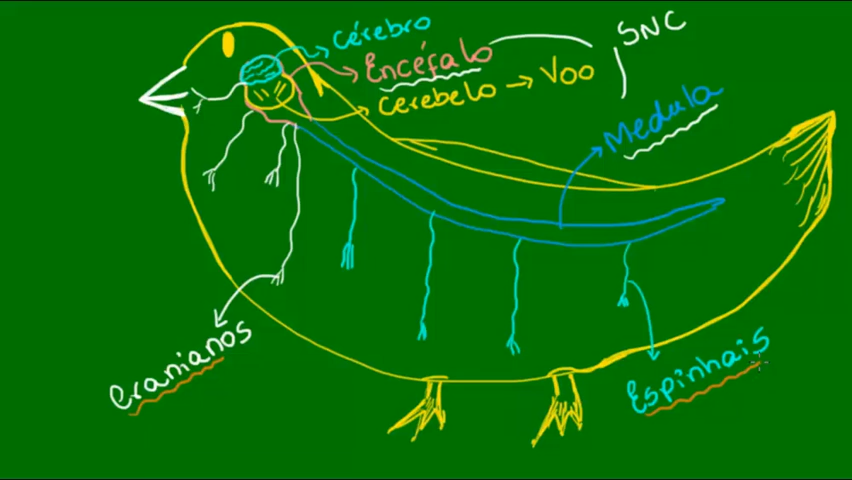 SNC
Cérebro
Encéfalo
Cerebelo → Voo
Medula
Cranianos
Espinhais